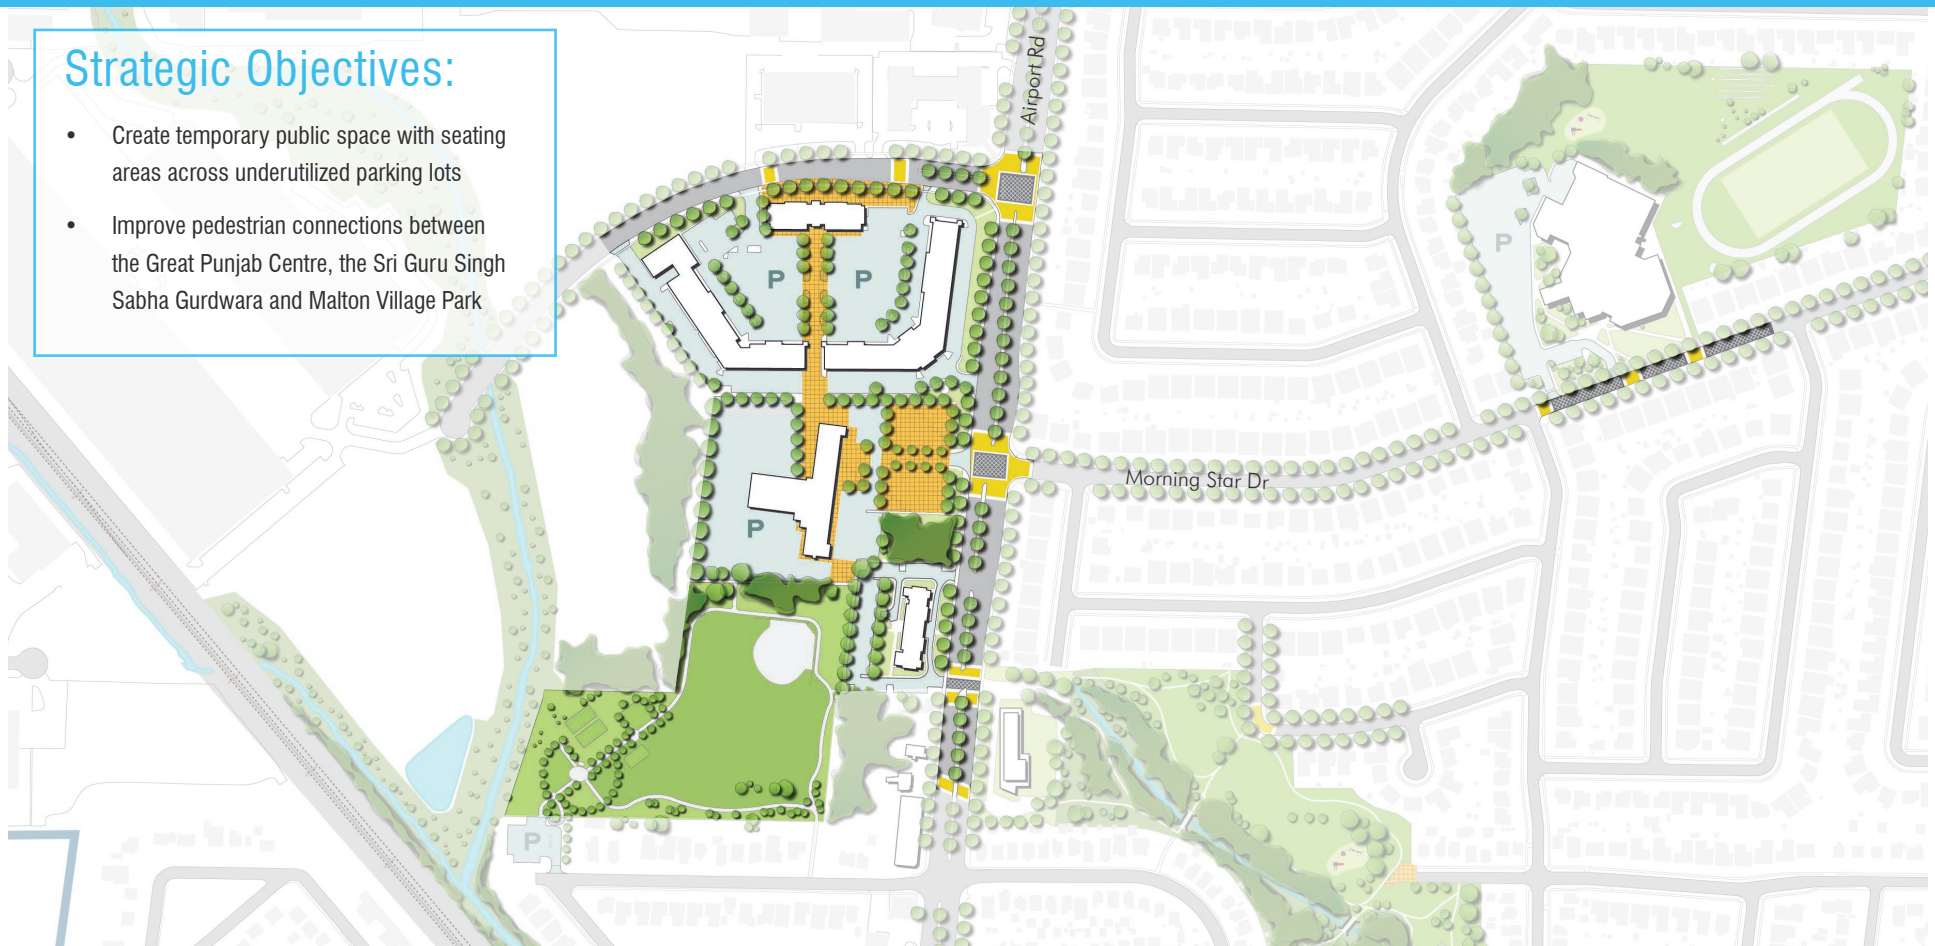 Strategic Objectives:
• Create temporary public space with seating
areas across underutilized parking lots
• Improve pedestrian connections between
the Great Punjab Centre, the Sri Guru Singh
Sabha Gurdwara and Malton Village Park
Airport Rd
P
P P
Morning Star Dr
P
P